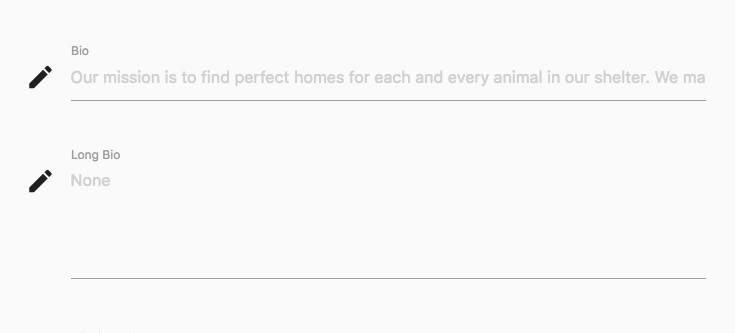 Bio
Our mission is to find perfect homes for each and every animal in our shelter. We ma
Long Bio
None